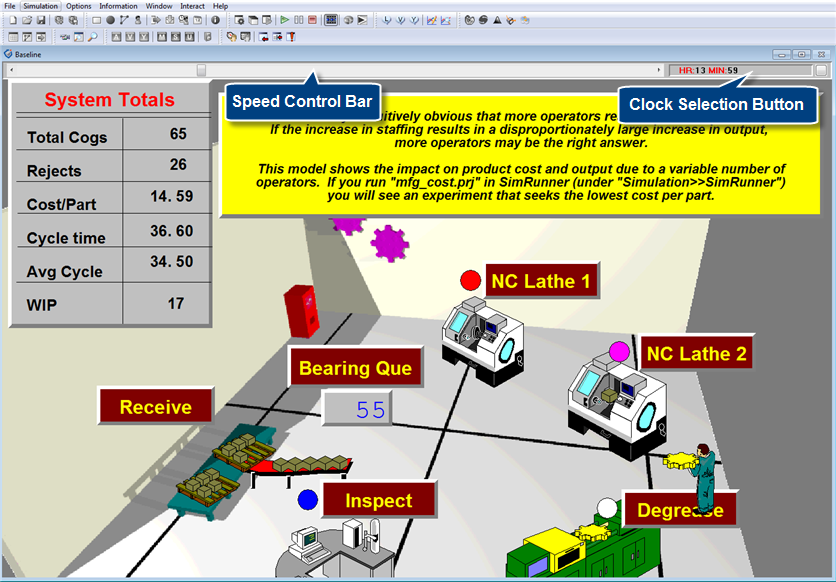 File Simulation Options Information Window Interact Help
Baseline
HR:13 MIN:59
Speed Control Bar
Clock Selection Button
System Totals
Total Cogs 65
Rejects 26
Cost/Part 14.59
Cycle time 36.60
Avg Cycle 34.50
WIP 17
itively obvious that more operators re
If the increase in staffing results in a disproportionately large increase in output,
more operators may be the right answer.
This model shows the impact on product cost and output due to a variable number of
operators. If you run "mfg_cost.prj" in SimRunner (under "Simulation>>SimRunner")
you will see an experiment that seeks the lowest cost per part.
NC Lathe 1
NC Lathe 2
Bearing Que
55
Receive
Inspect
Degrease